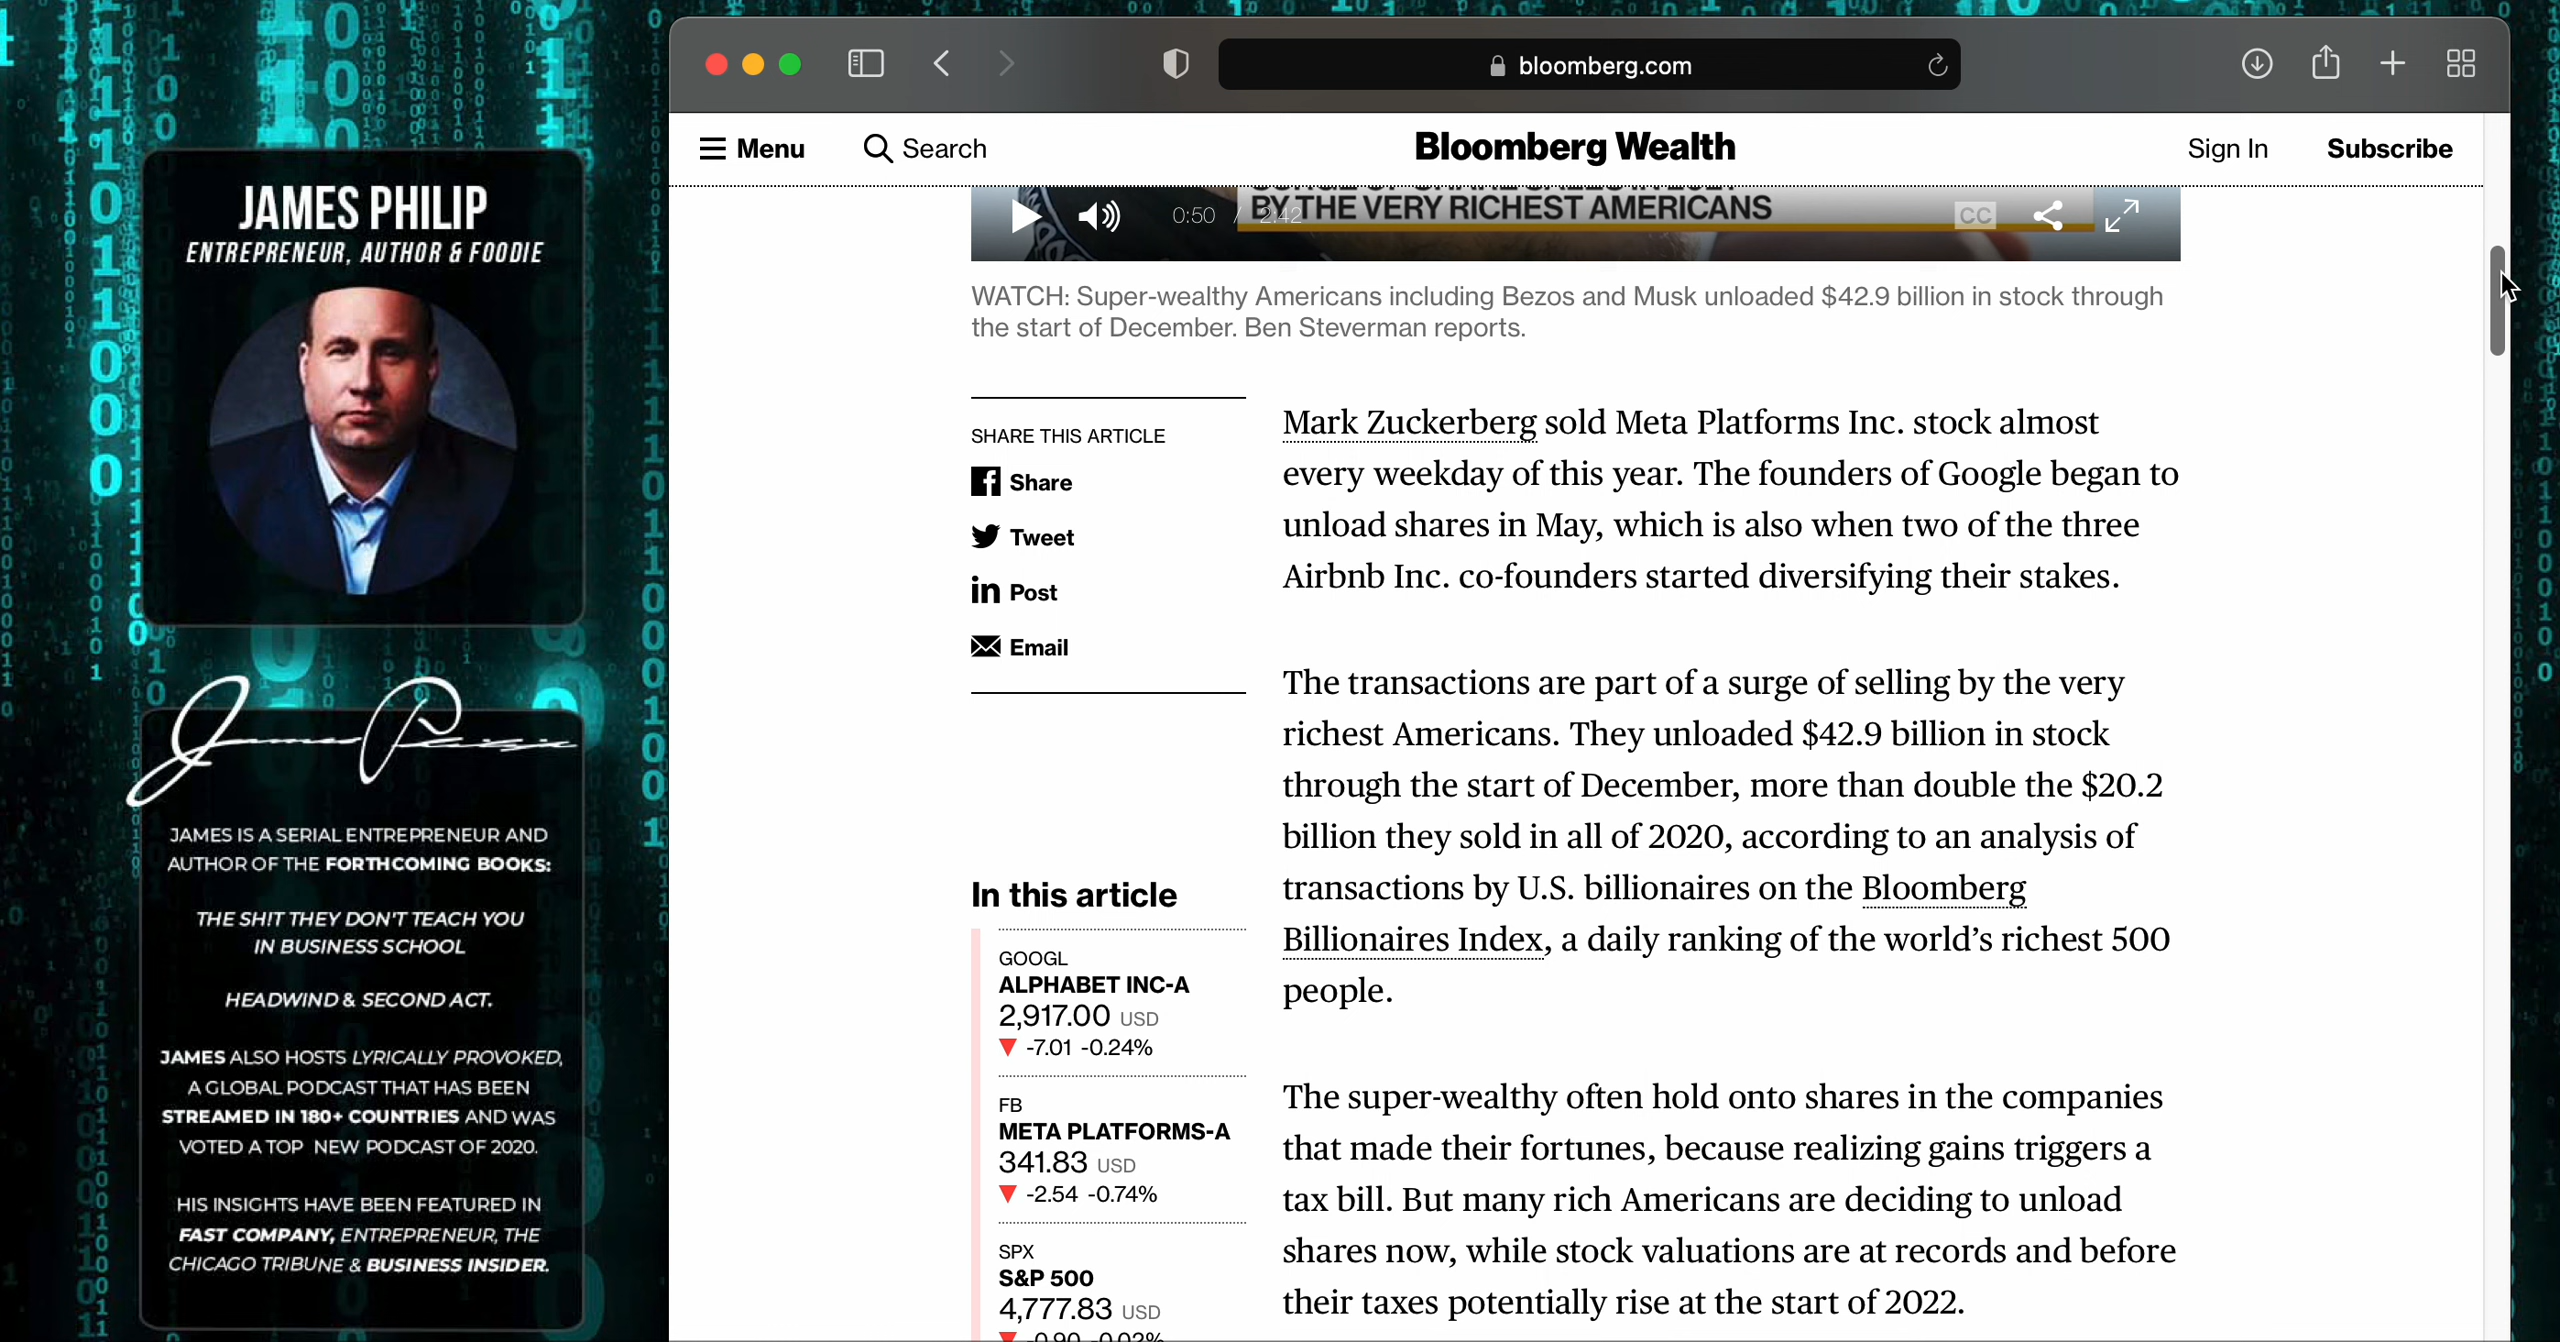 JAMES PHILIP
ENTREPRENEUR, AUTHOR & FOODIE
JAMES IS A SERIAL ENTREPRENEUR AND
AUTHOR OF THE FORTHCOMING BOOKS:
THE SH!T THEY DON'T TEACH YOU
IN BUSINESS SCHOOL
HEADWIND & SECOND ACT.
JAMES ALSO HOSTS LYRICALLY PROVOKED,
A GLOBAL PODCAST THAT HAS BEEN
STREAMED IN 180+ COUNTRIES AND WAS
VOTED A TOP NEW PODCAST OF 2020.
HIS INSIGHTS HAVE BEEN FEATURED IN
FAST COMPANY, ENTREPRENEUR, THE
CHICAGO TRIBUNE & BUSINESS INSIDER.
bloomberg.com
Menu Search Bloomberg Wealth Sign In Subscribe
BY THE VERY RICHEST AMERICANS
0:50 / 2:42 CC
WATCH: Super-wealthy Americans including Bezos and Musk unloaded $42.9 billion in stock through
the start of December. Ben Steverman reports.
SHARE THIS ARTICLE
Share
Tweet
Post
Email
In this article
GOOGL
ALPHABET INC-A
2,917.00 USD
▼ -7.01 -0.24%
FB
META PLATFORMS-A
341.83 USD
▼ -2.54 -0.74%
SPX
S&P 500
4,777.83 USD
▼ -0.90 -0.02%
Mark Zuckerberg sold Meta Platforms Inc. stock almost
every weekday of this year. The founders of Google began to
unload shares in May, which is also when two of the three
Airbnb Inc. co-founders started diversifying their stakes.
The transactions are part of a surge of selling by the very
richest Americans. They unloaded $42.9 billion in stock
through the start of December, more than double the $20.2
billion they sold in all of 2020, according to an analysis of
transactions by U.S. billionaires on the Bloomberg
Billionaires Index, a daily ranking of the world's richest 500
people.
The super-wealthy often hold onto shares in the companies
that made their fortunes, because realizing gains triggers a
tax bill. But many rich Americans are deciding to unload
shares now, while stock valuations are at records and before
their taxes potentially rise at the start of 2022.